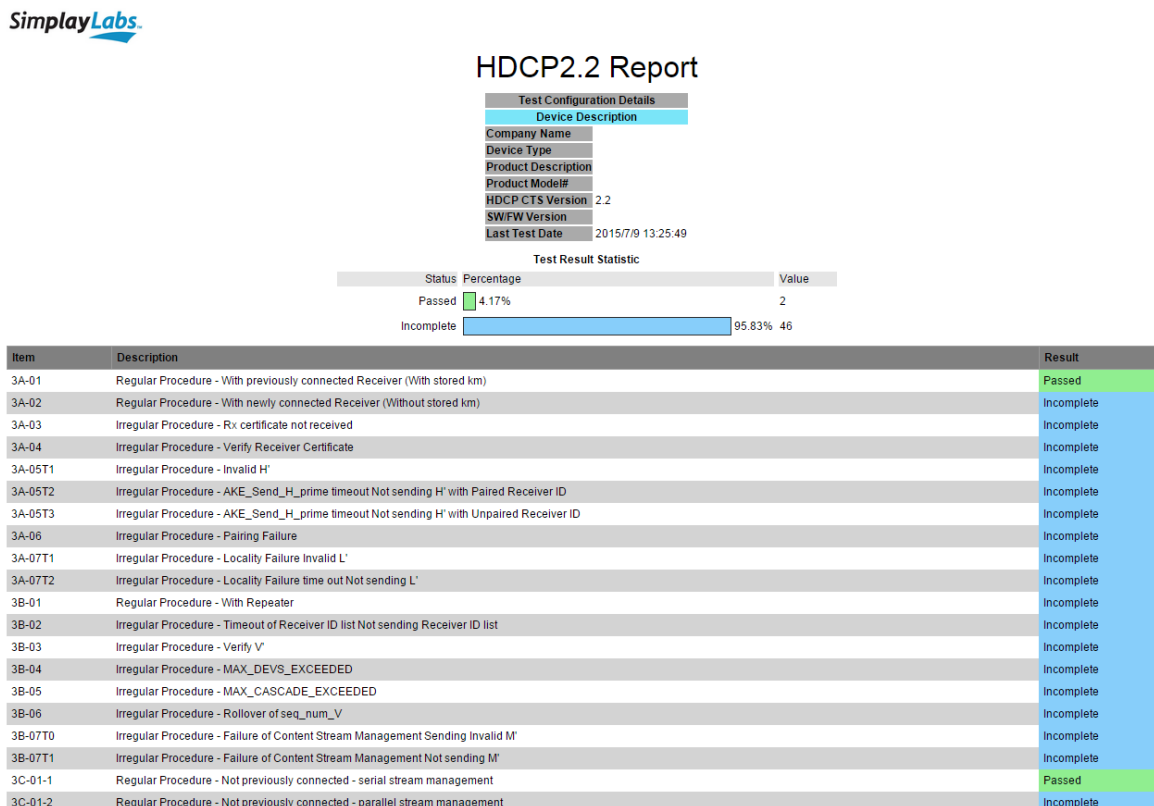 SimplayLabs
HDCP2.2 Report
Test Configuration Details
Device Description
Company Name
Device Type
Product Description
Product Model#
HDCP CTS Version 2.2
SW/FW Version
Last Test Date 2015/7/9 13:25:49
Test Result Statistic
Status Percentage Value
Passed 4.17% 2
Incomplete 95.83% 46
Item Description Result
3A-01 Regular Procedure - With previously connected Receiver (With stored km) Passed
3A-02 Regular Procedure - With newly connected Receiver (Without stored km) Incomplete
3A-03 Irregular Procedure - Rx certificate not received Incomplete
3A-04 Irregular Procedure - Verify Receiver Certificate Incomplete
3A-05T1 Irregular Procedure - Invalid H' Incomplete
3A-05T2 Irregular Procedure - AKE_Send_H_prime timeout Not sending H' with Paired Receiver ID Incomplete
3A-05T3 Irregular Procedure - AKE_Send_H_prime timeout Not sending H' with Unpaired Receiver ID Incomplete
3A-06 Irregular Procedure - Pairing Failure Incomplete
3A-07T1 Irregular Procedure - Locality Failure Invalid L' Incomplete
3A-07T2 Irregular Procedure - Locality Failure time out Not sending L' Incomplete
3B-01 Regular Procedure - With Repeater Incomplete
3B-02 Irregular Procedure - Timeout of Receiver ID list Not sending Receiver ID list Incomplete
3B-03 Irregular Procedure - Verify V' Incomplete
3B-04 Irregular Procedure - MAX_DEVS_EXCEEDED Incomplete
3B-05 Irregular Procedure - MAX_CASCADE_EXCEEDED Incomplete
3B-06 Irregular Procedure - Rollover of seq_num_V Incomplete
3B-07T0 Irregular Procedure - Failure of Content Stream Management Sending Invalid M' Incomplete
3B-07T1 Irregular Procedure - Failure of Content Stream Management Not sending M' Incomplete
3C-01-1 Regular Procedure - Not previously connected - serial stream management Passed
3C-01-2 Regular Procedure - Not previously connected - parallel stream management Incomplete